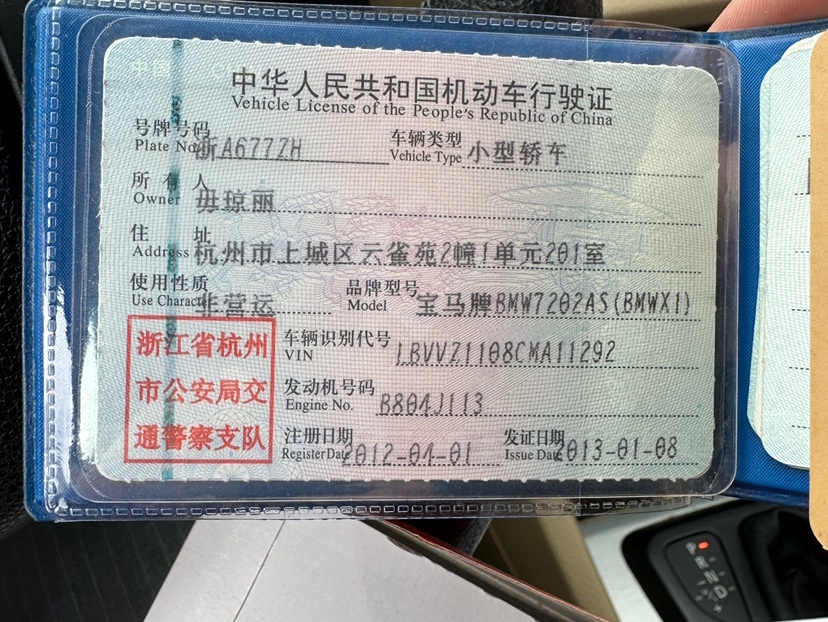 中华人民共和国机动车行驶证
Vehicle License of the People's Republic of China
号牌号码 Plate No. 浙A677ZH 车辆类型 Vehicle Type 小型轿车
所有人 Owner 毋琼丽
住址 Address 杭州市上城区云雀苑2幢1单元201室
使用性质 Use Character 非营运 品牌型号 Model 宝马牌BMW7202AS(BMWX1)
车辆识别代号 VIN LBVVZ1108CMA11292
发动机号码 Engine No. B804J113
注册日期 Register Date 2012-04-01 发证日期 Issue Date 2013-01-08
浙江省杭州
市公安局交
通警察支队